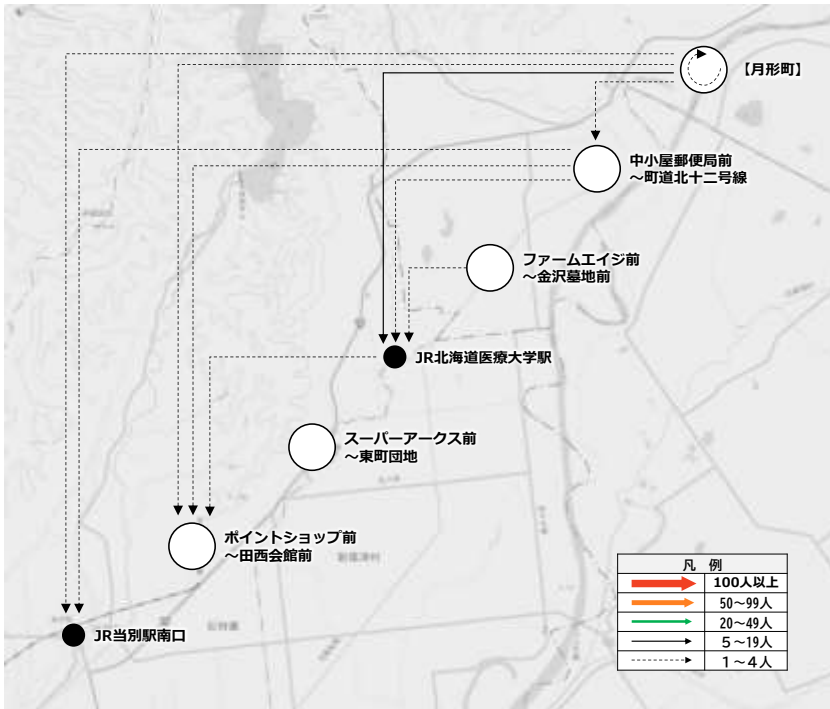 【月形町】
中小屋郵便局前
～町道北十二号線
ファームエイジ前
～金沢墓地前
JR北海道医療大学駅
スーパーアークス前
～東町団地
ポイントショップ前
～田西会館前
JR当別駅南口
凡 例
100人以上
50～99人
20～49人
5～19人
1～4人